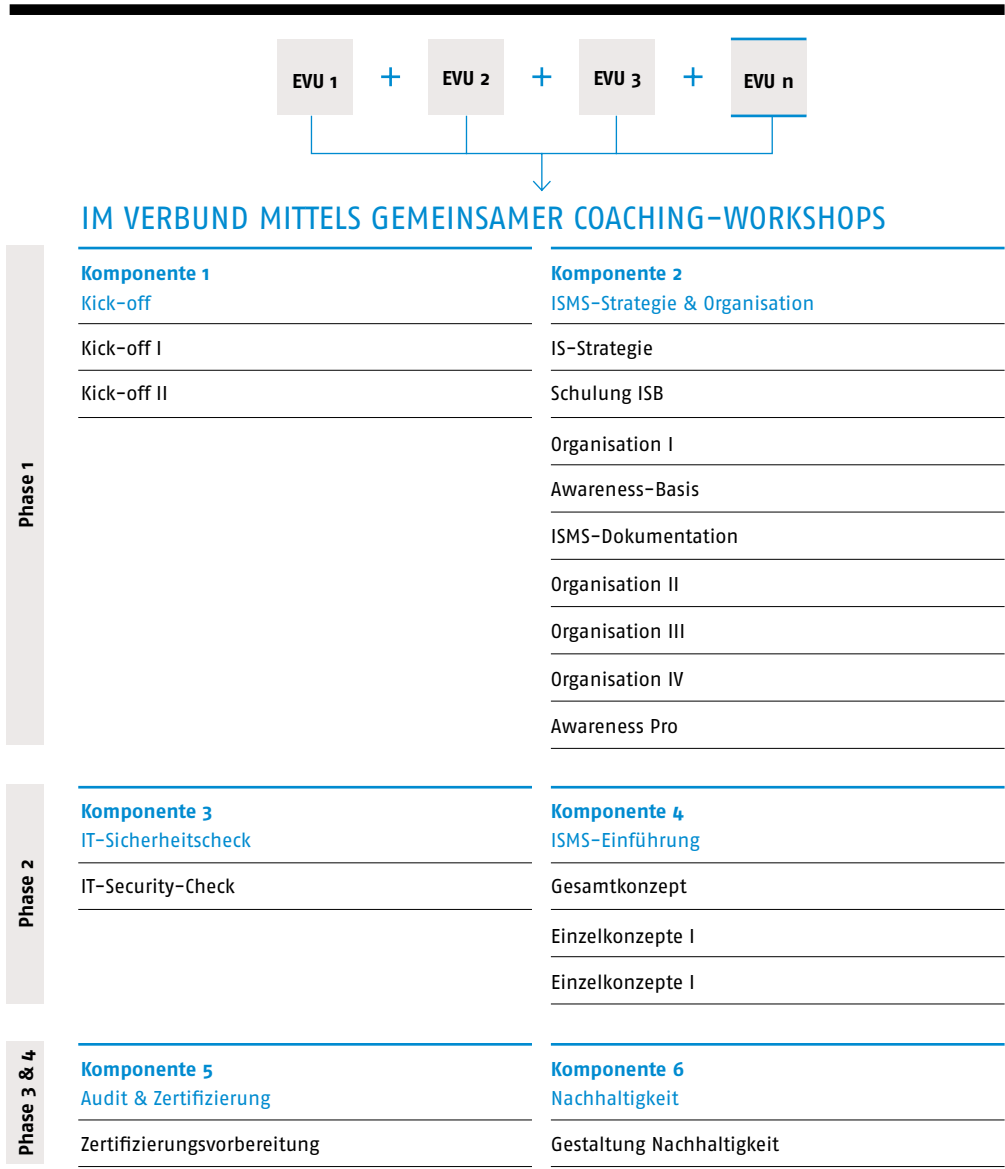 EVU 1 + EVU 2 + EVU 3 + EVU n
IM VERBUND MITTELS GEMEINSAMER COACHING-WORKSHOPS
Phase 1
Komponente 1
Kick-off
Kick-off I
Kick-off II
Komponente 2
ISMS-Strategie & Organisation
IS-Strategie
Schulung ISB
Organisation I
Awareness-Basis
ISMS-Dokumentation
Organisation II
Organisation III
Organisation IV
Awareness Pro
Phase 2
Komponente 3
IT-Sicherheitscheck
IT-Security-Check
Komponente 4
ISMS-Einführung
Gesamtkonzept
Einzelkonzepte I
Einzelkonzepte I
Phase 3 & 4
Komponente 5
Audit & Zertifizierung
Zertifizierungsvorbereitung
Komponente 6
Nachhaltigkeit
Gestaltung Nachhaltigkeit